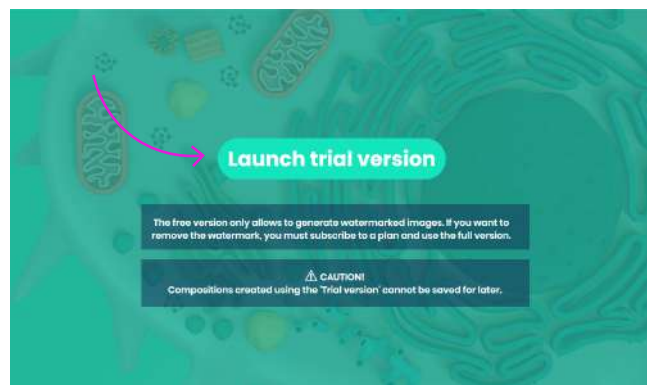 Launch trial version
The free version only allows to generate watermarked images. If you want to
remove the watermark, you must subscribe to a plan and use the full version.
⚠ CAUTION!
Compositions created using the 'Trial version' cannot be saved for later.